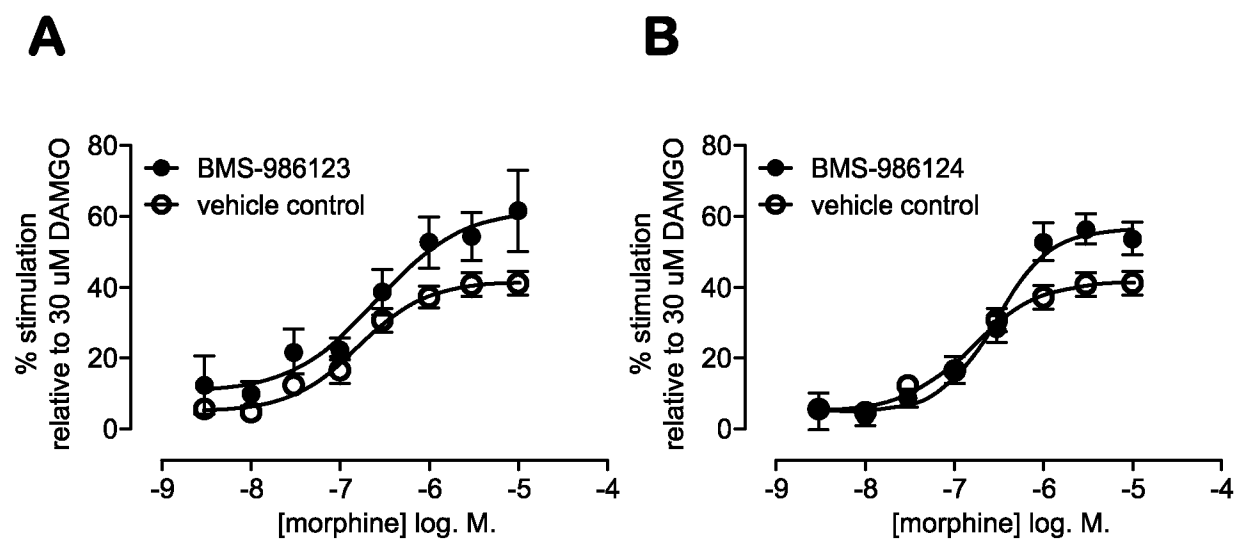 A
% stimulation
relative to 30 uM DAMGO
80
60
40
20
0
BMS-986123
vehicle control
-9 -8 -7 -6 -5 -4
[morphine] log. M.
B
% stimulation
relative to 30 uM DAMGO
80
60
40
20
0
BMS-986124
vehicle control
-9 -8 -7 -6 -5 -4
[morphine] log. M.